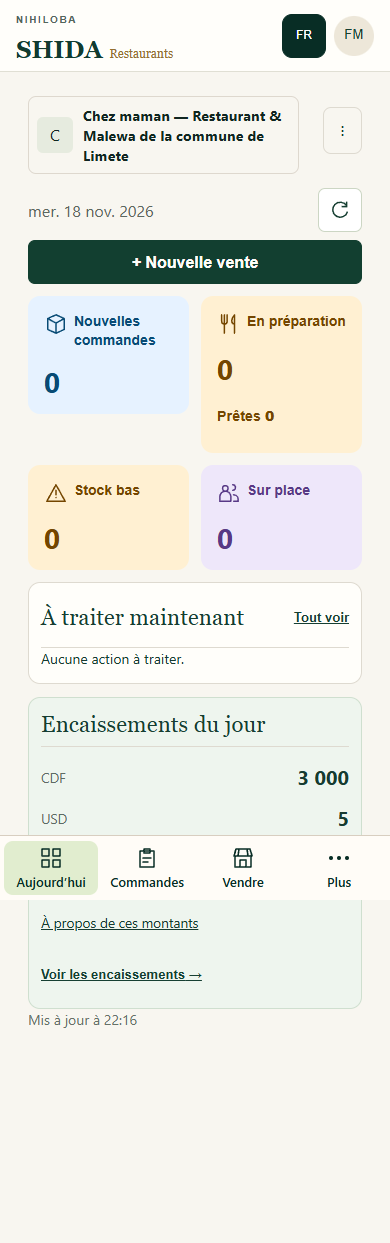 NIHILOBA
SHIDA Restaurants
FR
FM
C
Chez maman — Restaurant &
Malewa de la commune de
Limete
mer. 18 nov. 2026
+ Nouvelle vente
Nouvelles
commandes
0
En préparation
0
Prêtes 0
Stock bas
0
Sur place
0
À traiter maintenant
Tout voir
Aucune action à traiter.
Encaissements du jour
CDF 3 000
USD 5
Aujourd’hui
Commandes
Vendre
Plus
À propos de ces montants
Voir les encaissements →
Mis à jour à 22:16